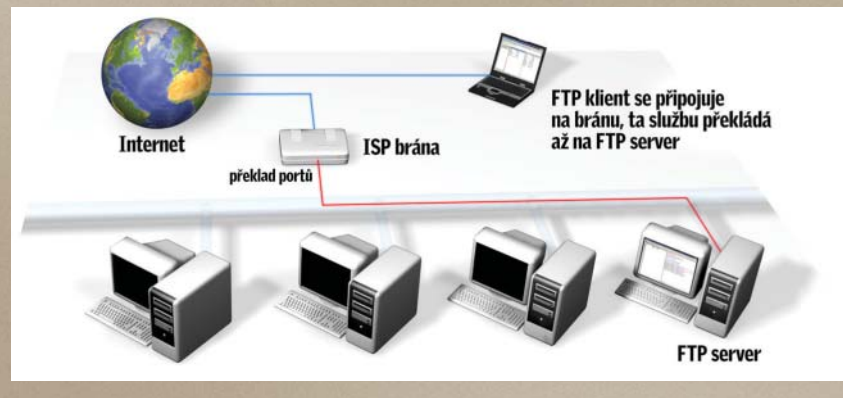 Internet
ISP brána
překlad portů
FTP klient se připojuje
na bránu, ta službu překládá
až na FTP server
FTP server